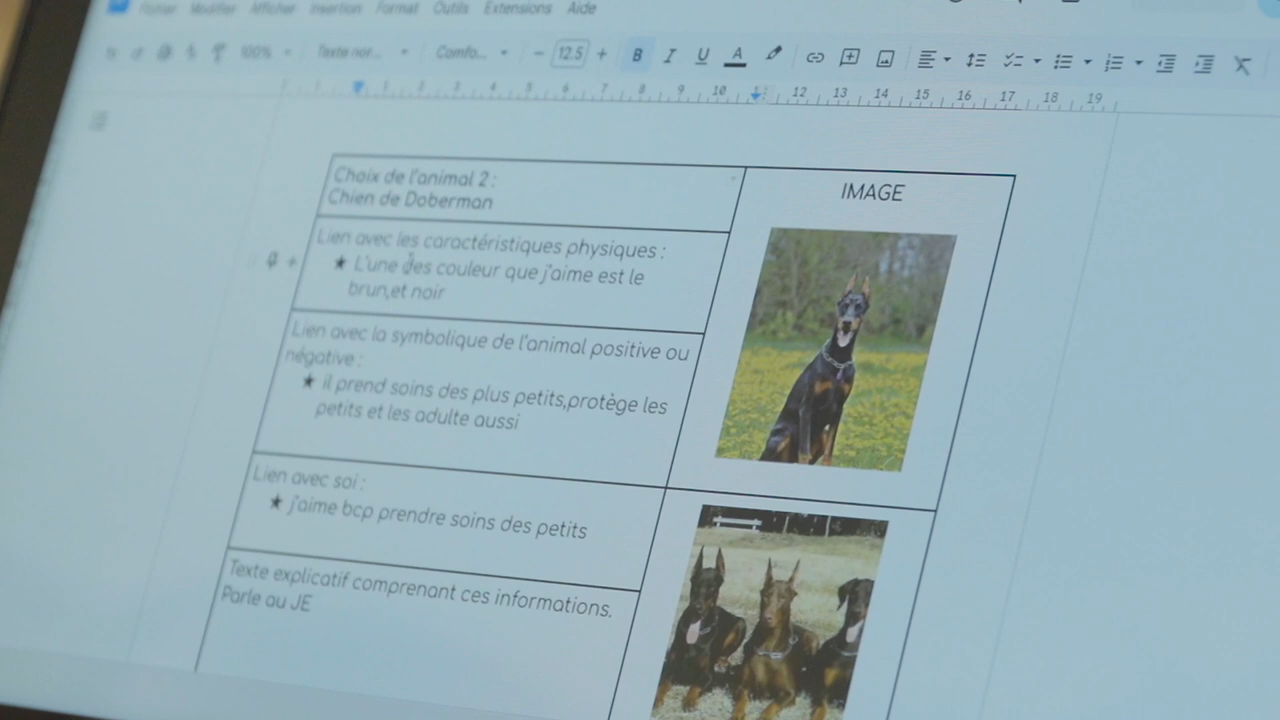 Fichier Modifier Afficher Insertion Format Outils Extensions Aide
100% Texte nor... Comfo... − 12.5 + B I U A
1 1 2 3 4 5 6 7 8 9 10 12 13 14 15 16 17 18 19
Choix de l'animal 2 :
Chien de Doberman
IMAGE
Lien avec les caractéristiques physiques :
★ L'une des couleur que j'aime est le
brun,et noir
Lien avec la symbolique de l'animal positive ou
négative :
★ il prend soins des plus petits,protège les
petits et les adulte aussi
Lien avec soi :
★ j'aime bcp prendre soins des petits
Texte explicatif comprenant ces informations.
Parle au JE